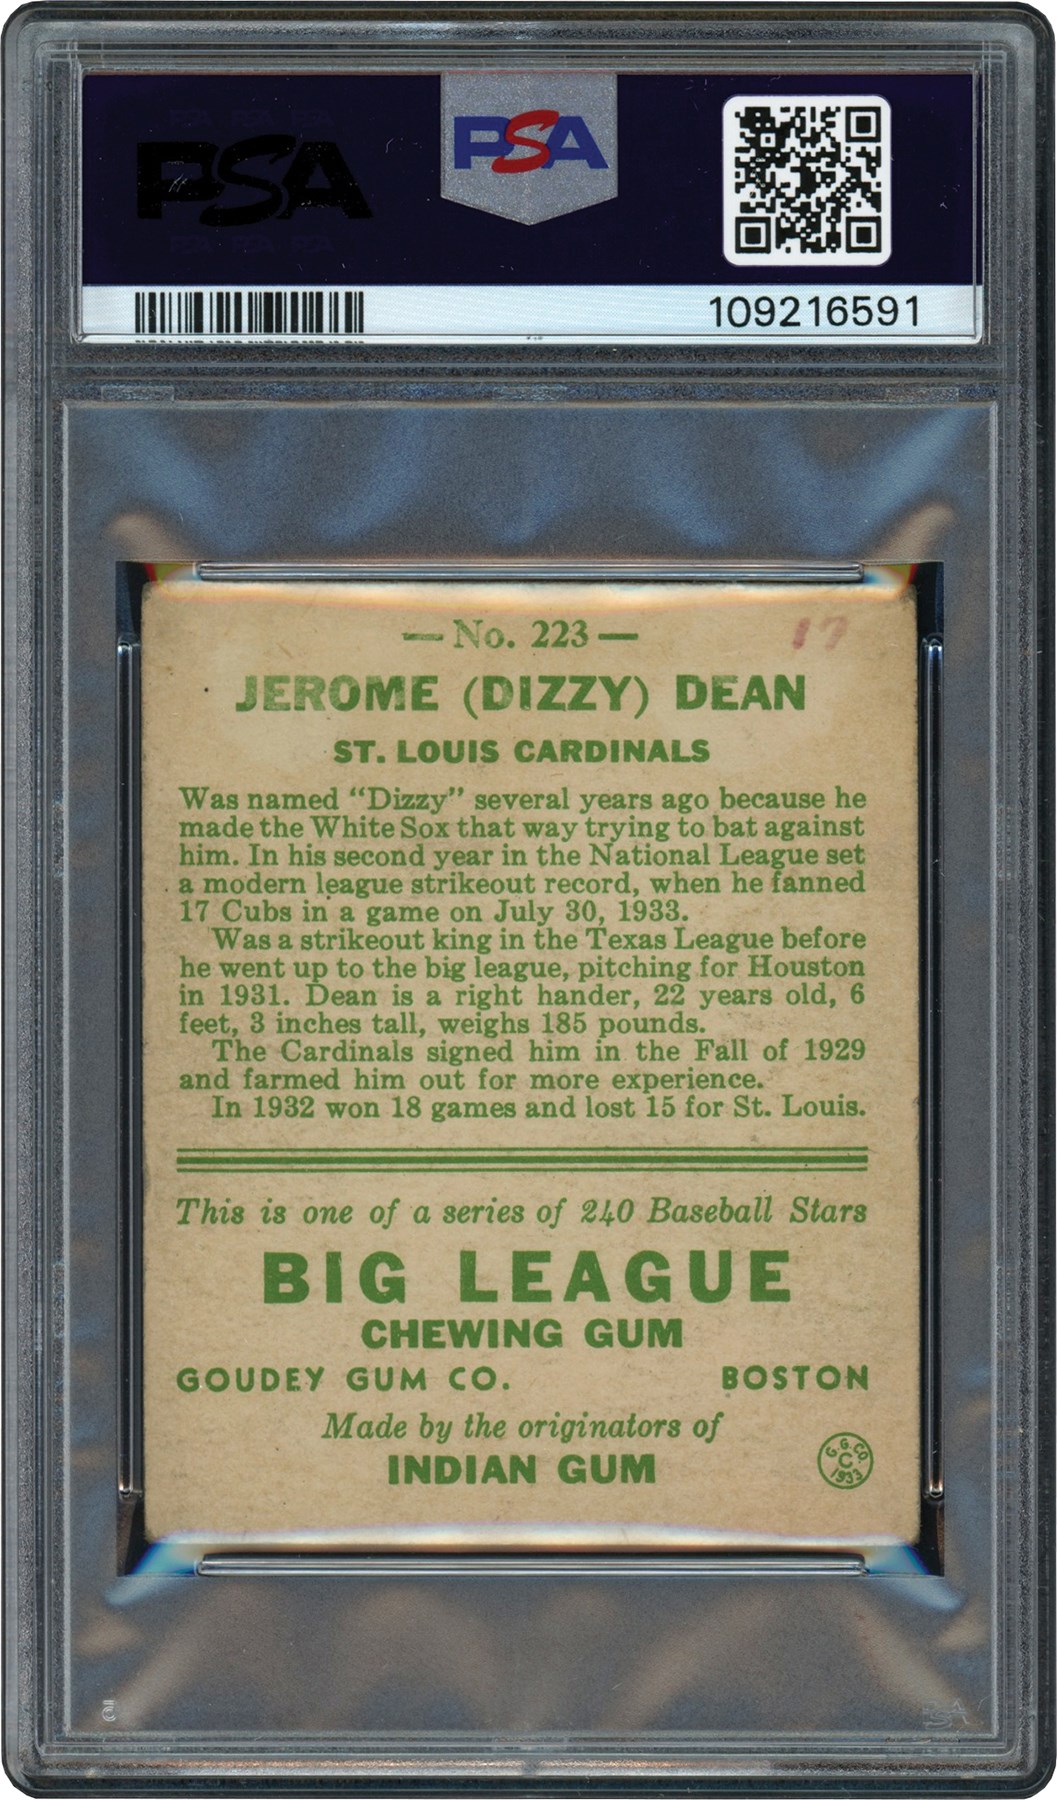 PSA
PSA
109216591
— No. 223 —
17
JEROME (DIZZY) DEAN
ST. LOUIS CARDINALS
Was named “Dizzy” several years ago because he
made the White Sox that way trying to bat against
him. In his second year in the National League set
a modern league strikeout record, when he fanned
17 Cubs in a game on July 30, 1933.
Was a strikeout king in the Texas League before
he went up to the big league, pitching for Houston
in 1931. Dean is a right hander, 22 years old, 6
feet, 3 inches tall, weighs 185 pounds.
The Cardinals signed him in the Fall of 1929
and farmed him out for more experience.
In 1932 won 18 games and lost 15 for St. Louis.
This is one of a series of 240 Baseball Stars
BIG LEAGUE
CHEWING GUM
GOUDEY GUM CO. BOSTON
Made by the originators of
INDIAN GUM
G.G.CO.
C
1933
PSA